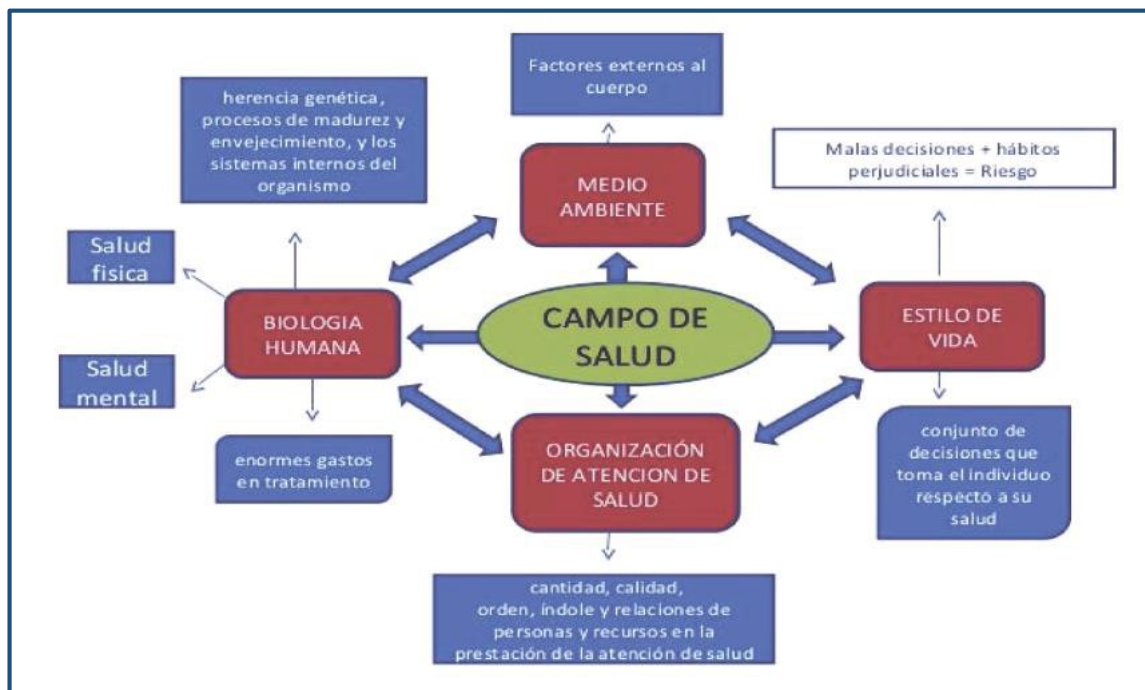 Factores externos al
cuerpo
herencia genética,
procesos de madurez y
envejecimiento, y los
sistemas internos del
organismo
Malas decisiones + hábitos
perjudiciales = Riesgo
MEDIO
AMBIENTE
Salud
fisica
BIOLOGIA
HUMANA
CAMPO DE
SALUD
ESTILO DE
VIDA
Salud
mental
enormes gastos
en tratamiento
ORGANIZACIÓN
DE ATENCION DE
SALUD
conjunto de
decisiones que
toma el individuo
respecto a su
salud
cantidad, calidad,
orden, índole y relaciones de
personas y recursos en la
prestación de la atención de salud